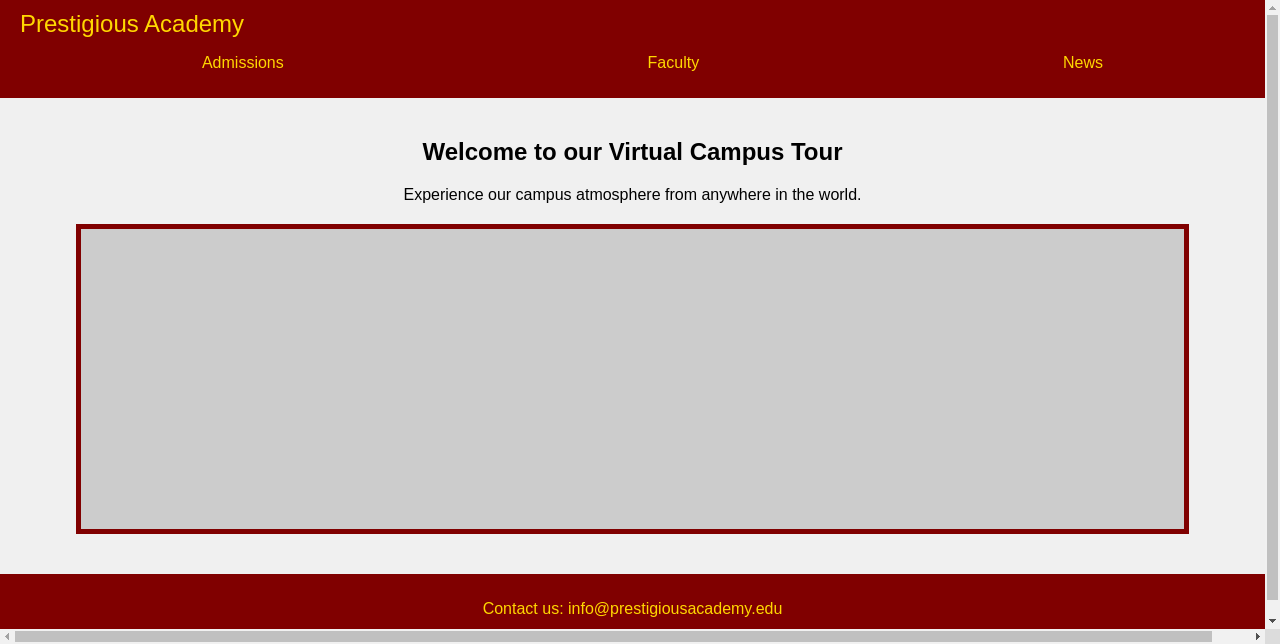 Prestigious Academy
Admissions
Faculty
News
Welcome to our Virtual Campus Tour
Experience our campus atmosphere from anywhere in the world.
Contact us: info@prestigiousacademy.edu